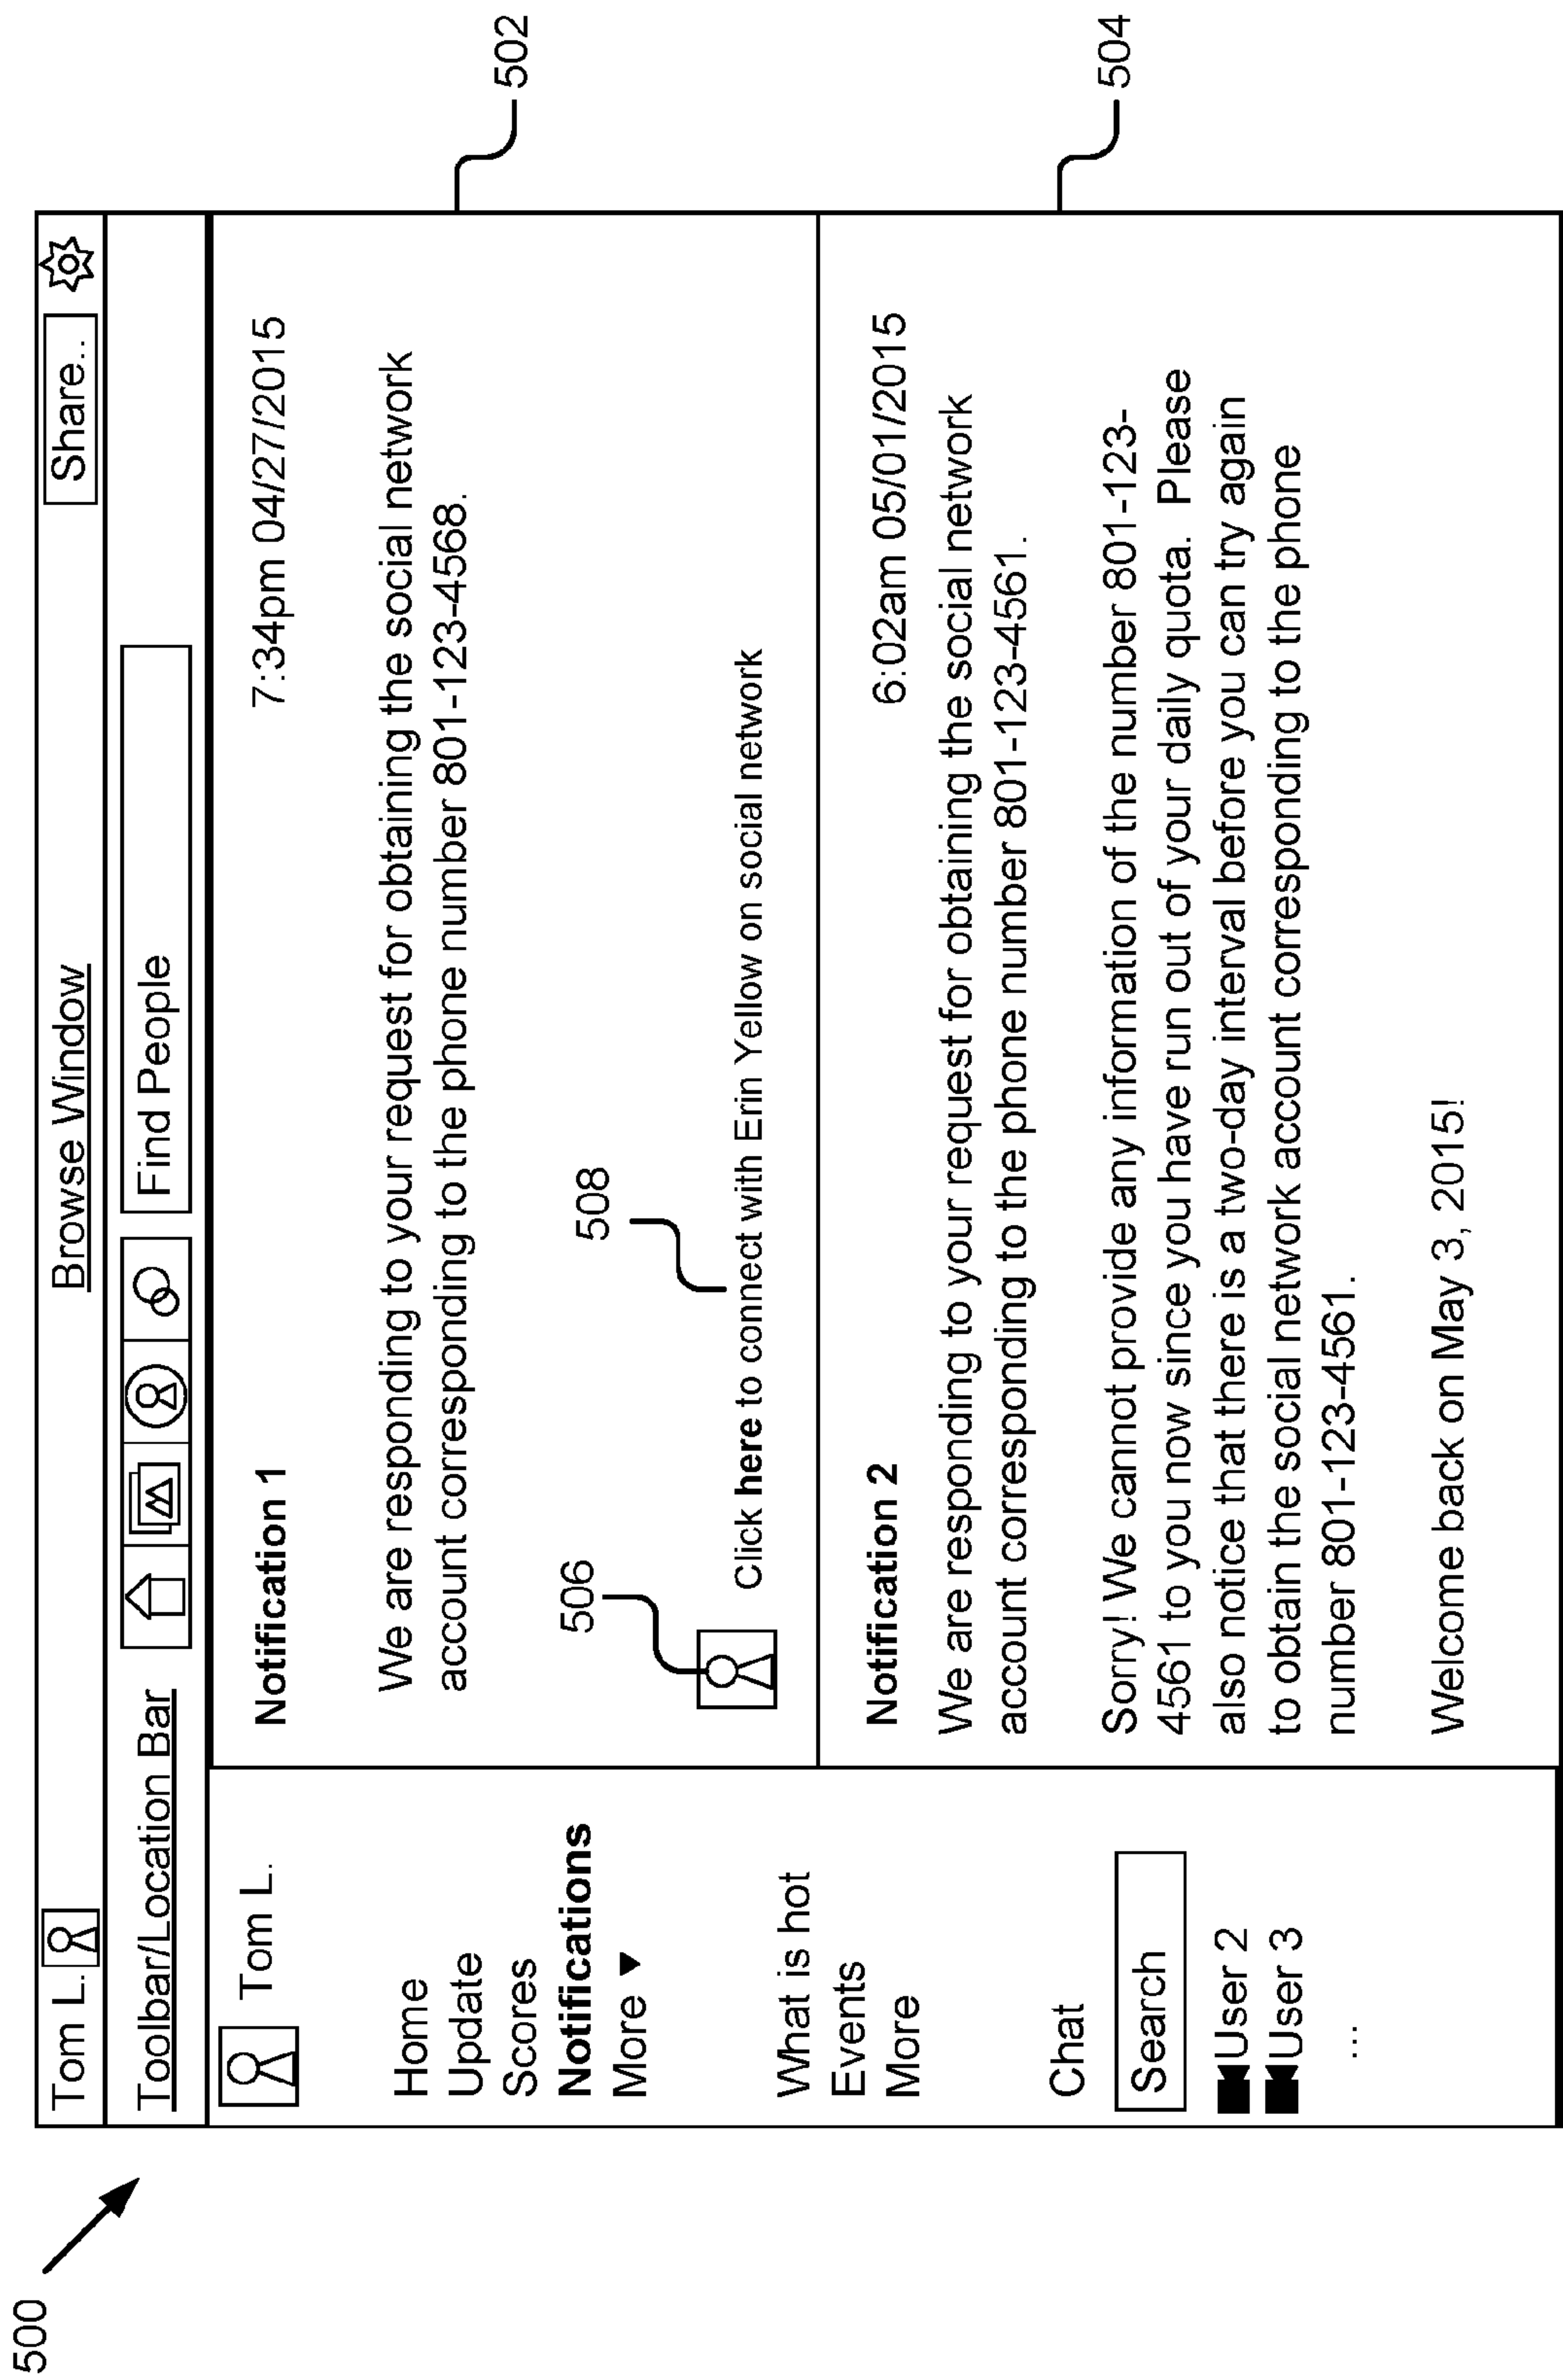 500
Tom L.
Browse Window
Share..
Toolbar/Location Bar
Find People
Tom L.
Home
Update
Scores
Notifications
More ▼
What is hot
Events
More
Chat
Search
User 2
User 3
...
Notification 1
7:34pm 04/27/2015
We are responding to your request for obtaining the social network
account corresponding to the phone number 801-123-4568.
506
508
Click here to connect with Erin Yellow on social network
502
Notification 2
6:02am 05/01/2015
We are responding to your request for obtaining the social network
account corresponding to the phone number 801-123-4561.
Sorry! We cannot provide any information of the number 801-123-
4561 to you now since you have run out of your daily quota.  Please
also notice that there is a two-day interval before you can try again
to obtain the social network account corresponding to the phone
number 801-123-4561.
Welcome back on May 3, 2015!
504